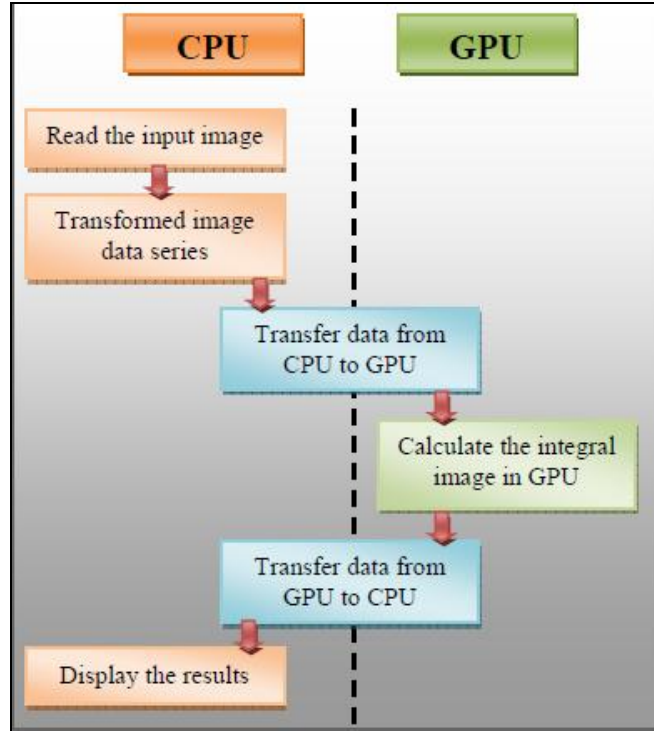 CPU
GPU
Read the input image
Transformed image
data series
Transfer data from
CPU to GPU
Calculate the integral
image in GPU
Transfer data from
GPU to CPU
Display the results